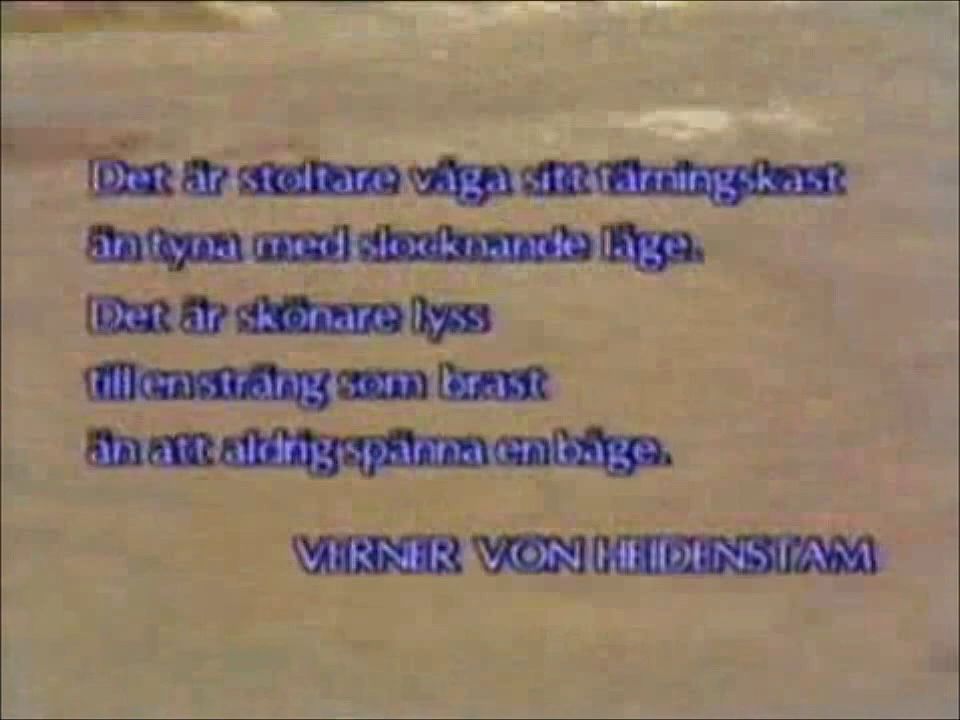 Det är stoltare våga sitt tärningskast
än tyna med slocknande låge.
Det är skönare lyss
till en sträng som brast
än att aldrig spänna en båge.
VERNER VON HEIDENSTAM